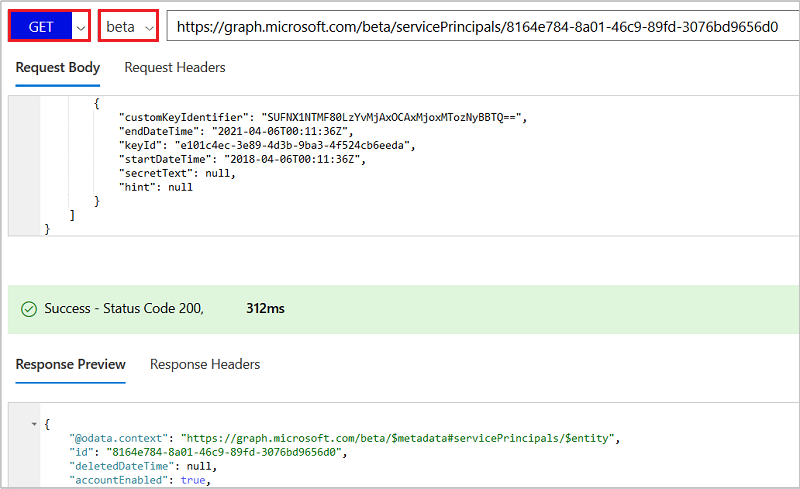 GET beta https://graph.microsoft.com/beta/servicePrincipals/8164e784-8a01-46c9-89fd-3076bd9656d0
Request Body Request Headers
{
"customKeyIdentifier": "SUFNX1NTMF80LzYvMjAxOCAxMjoxMTozNyBBTQ==",
"endDateTime": "2021-04-06T00:11:36Z",
"keyId": "e101c4ec-3e89-4d3b-9ba3-4f524cb6eeda",
"startDateTime": "2018-04-06T00:11:36Z",
"secretText": null,
"hint": null
}
]
}
Success - Status Code 200, 312ms
Response Preview Response Headers
{
"@odata.context": "https://graph.microsoft.com/beta/$metadata#servicePrincipals/$entity",
"id": "8164e784-8a01-46c9-89fd-3076bd9656d0",
"deletedDateTime": null,
"accountEnabled": true,